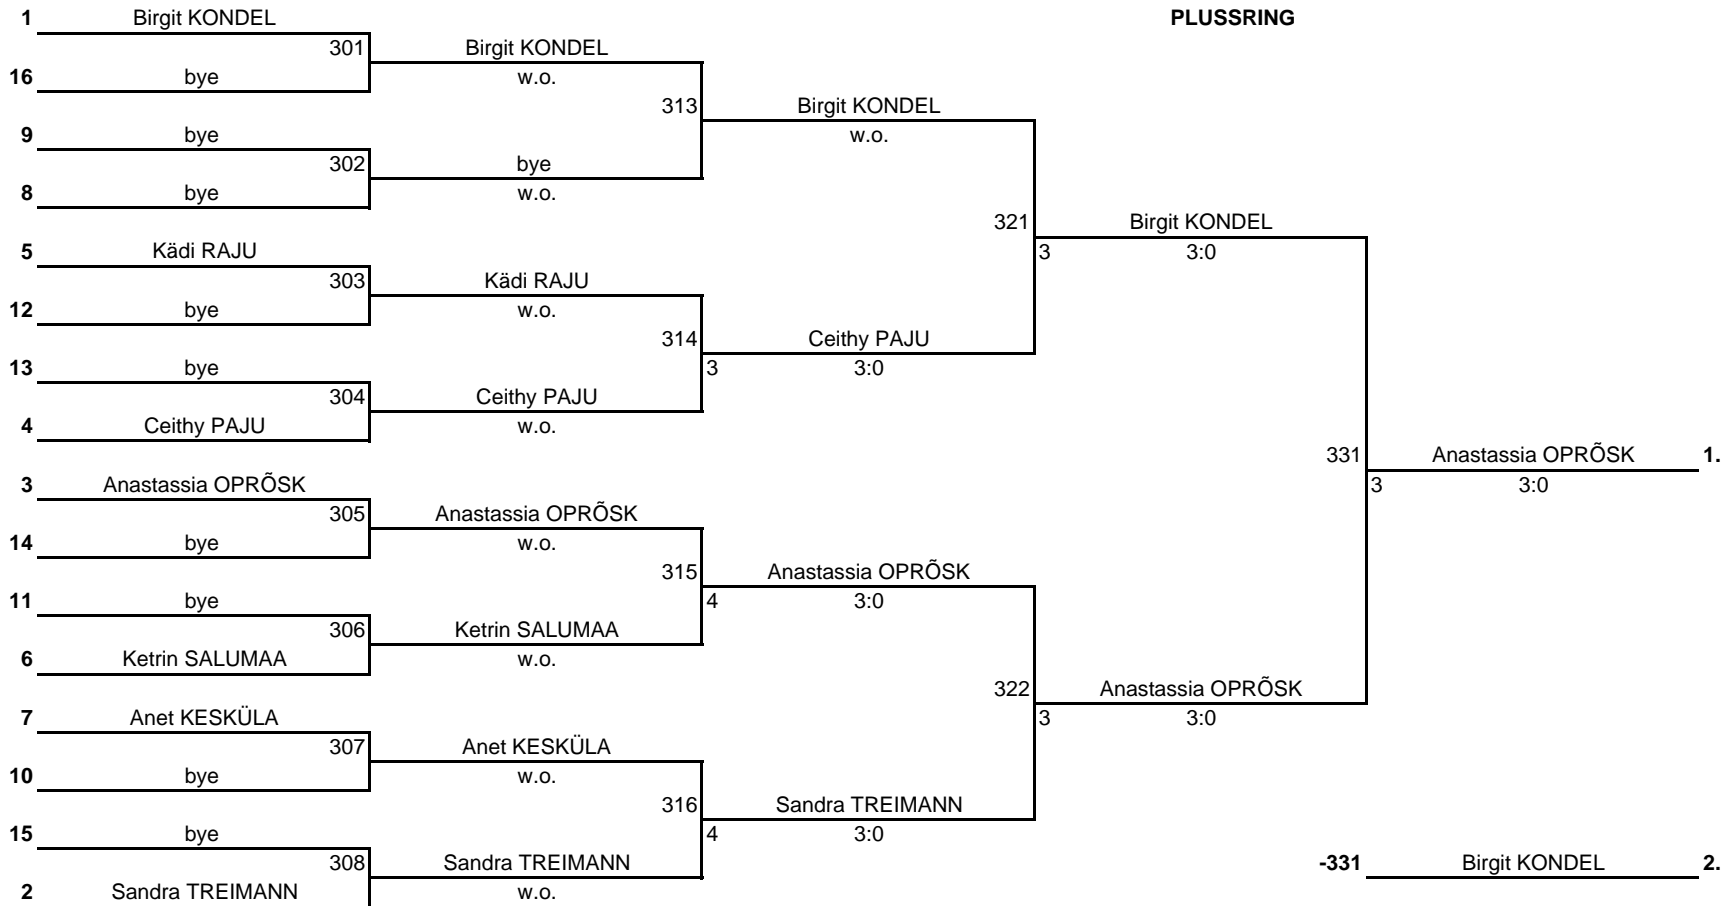 1 Birgit KONDEL PLUSSRING
301 Birgit KONDEL
16 bye w.o.
313 Birgit KONDEL
9 bye w.o.
302 bye
8 bye w.o.
321 Birgit KONDEL
5 Kädi RAJU 3 3:0
303 Kädi RAJU
12 bye w.o.
314 Ceithy PAJU
13 bye 3 3:0
304 Ceithy PAJU
4 Ceithy PAJU w.o.
331 Anastassia OPRÕSK 1.
3 Anastassia OPRÕSK 3 3:0
305 Anastassia OPRÕSK
14 bye w.o.
315 Anastassia OPRÕSK
11 bye 4 3:0
306 Ketrin SALUMAA
6 Ketrin SALUMAA w.o.
322 Anastassia OPRÕSK
7 Anet KESKÜLA 3 3:0
307 Anet KESKÜLA
10 bye w.o.
316 Sandra TREIMANN
15 bye 4 3:0
308 Sandra TREIMANN -331 Birgit KONDEL 2.
2 Sandra TREIMANN w.o.